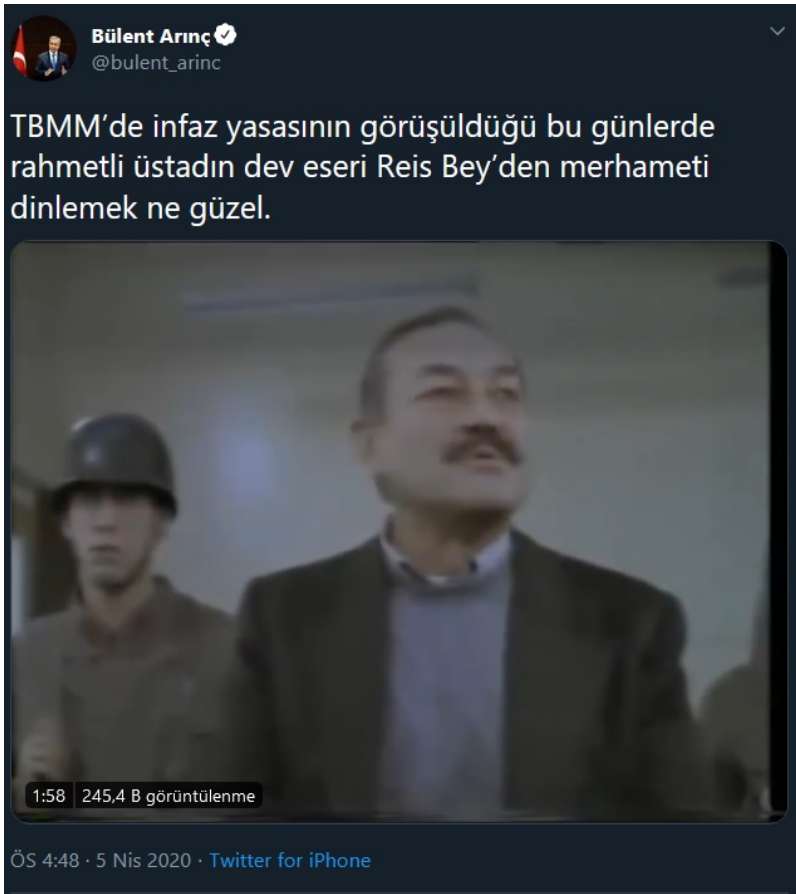 Bülent Arınç
@bulent_arinc
TBMM'de infaz yasasının görüşüldüğü bu günlerde
rahmetli üstadın dev eseri Reis Bey'den merhameti
dinlemek ne güzel.
1:58 245,4 B görüntülenme
ÖS 4:48 · 5 Nis 2020 · Twitter for iPhone